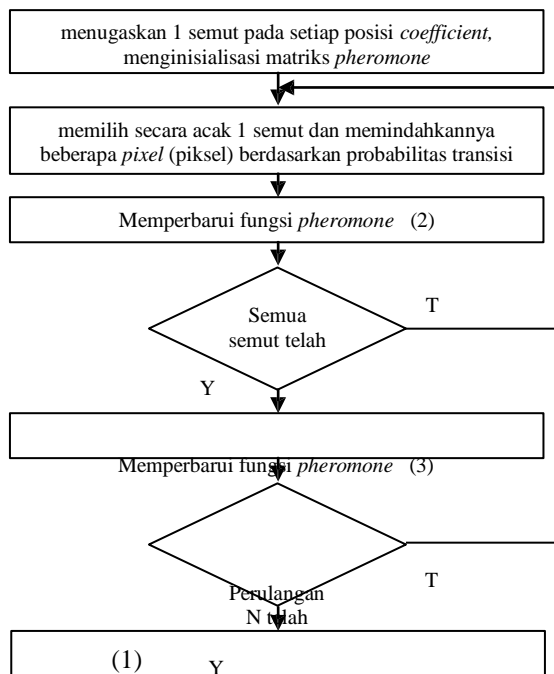 menugaskan 1 semut pada setiap posisi coefficient,
menginisialisasi matriks pheromone
memilih secara acak 1 semut dan memindahkannya
beberapa pixel (piksel) berdasarkan probabilitas transisi
Memperbarui fungsi pheromone (2)
Semua
semut telah
T
Y
Memperbarui fungsi pheromone (3)
T
Perulangan
N telah
(1) Y